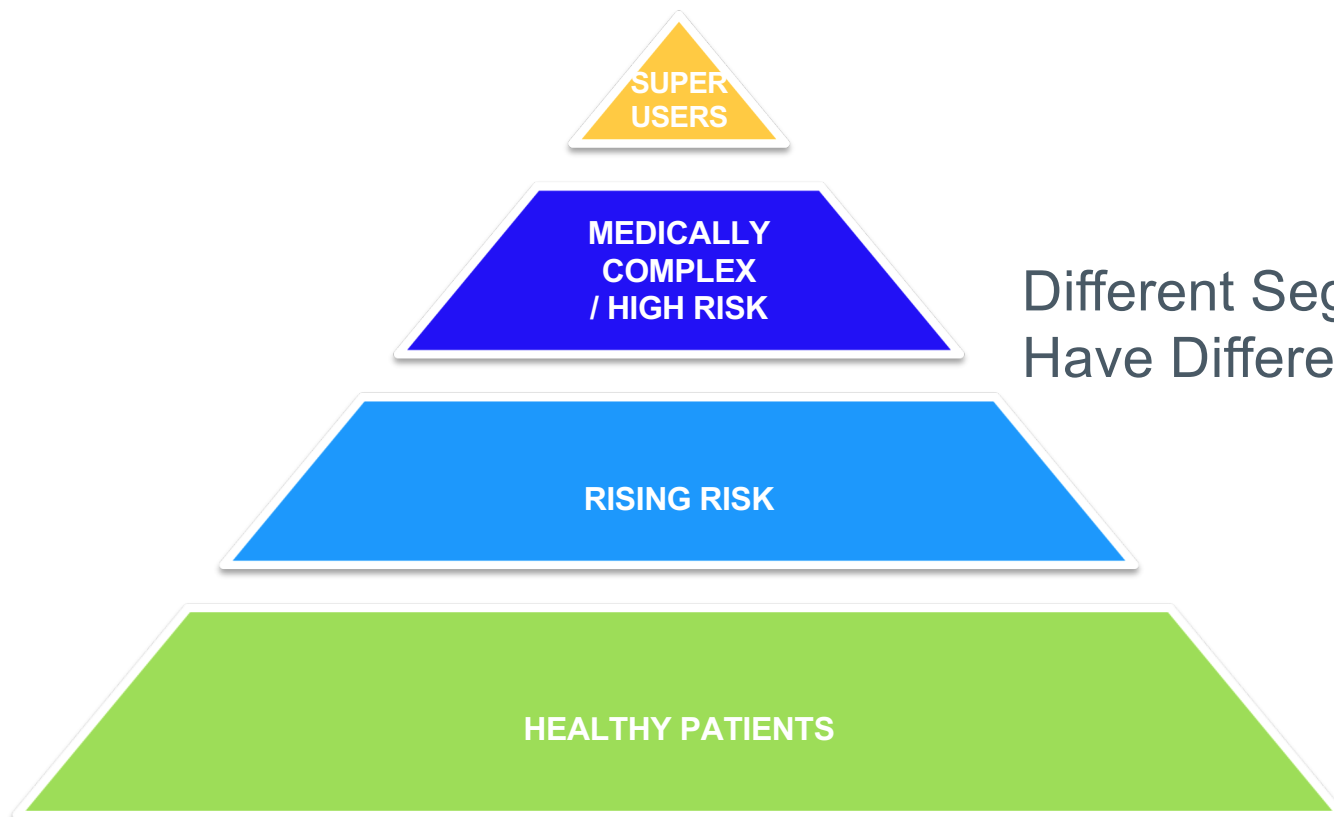 SUPER
USERS
MEDICALLY
COMPLEX
/ HIGH RISK
Different Seg
Have Differe
RISING RISK
HEALTHY PATIENTS